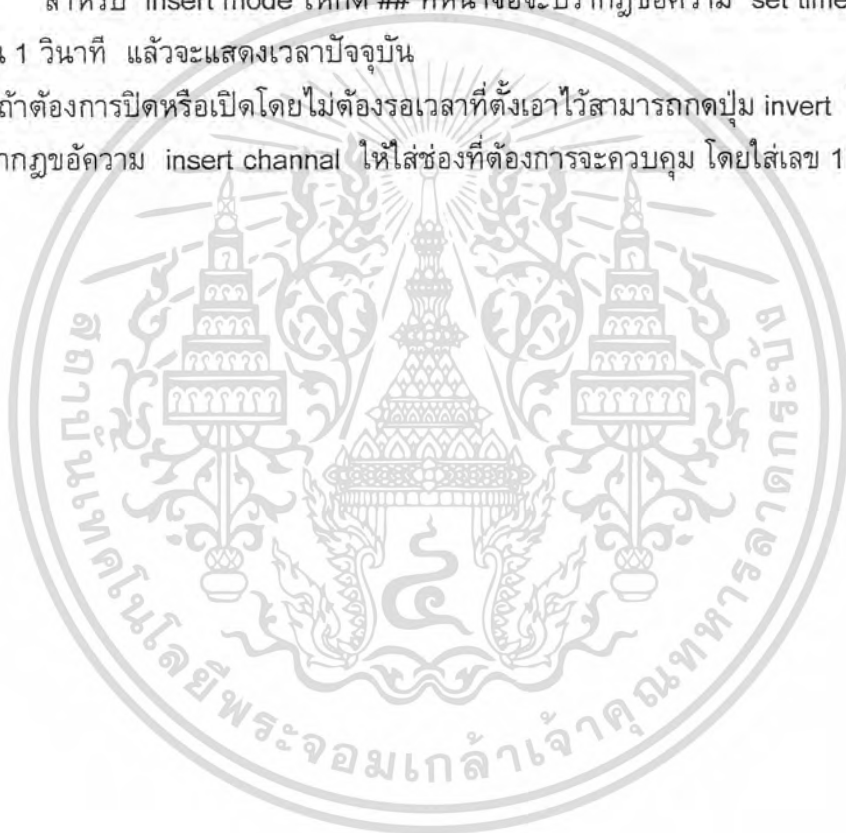 สำหรับ insert mode ให้กด ## ที่หน้าจอจะปรากฏข้อความ set time
1 วินาที แล้วจะแสดงเวลาปัจจุบัน
ถ้าต้องการปิดหรือเปิดโดยไม่ต้องรอเวลาที่ตั้งเอาไว้สามารถกดปุ่ม invert
ากฏขอัความ insert channal ให้ใส่ช่องที่ต้องการจะควบคุม โดยใส่เลข 1
สถาบันเทคโนโลยีพระจอมเกล้าเจ้าคุณทหารลาดกระบัง